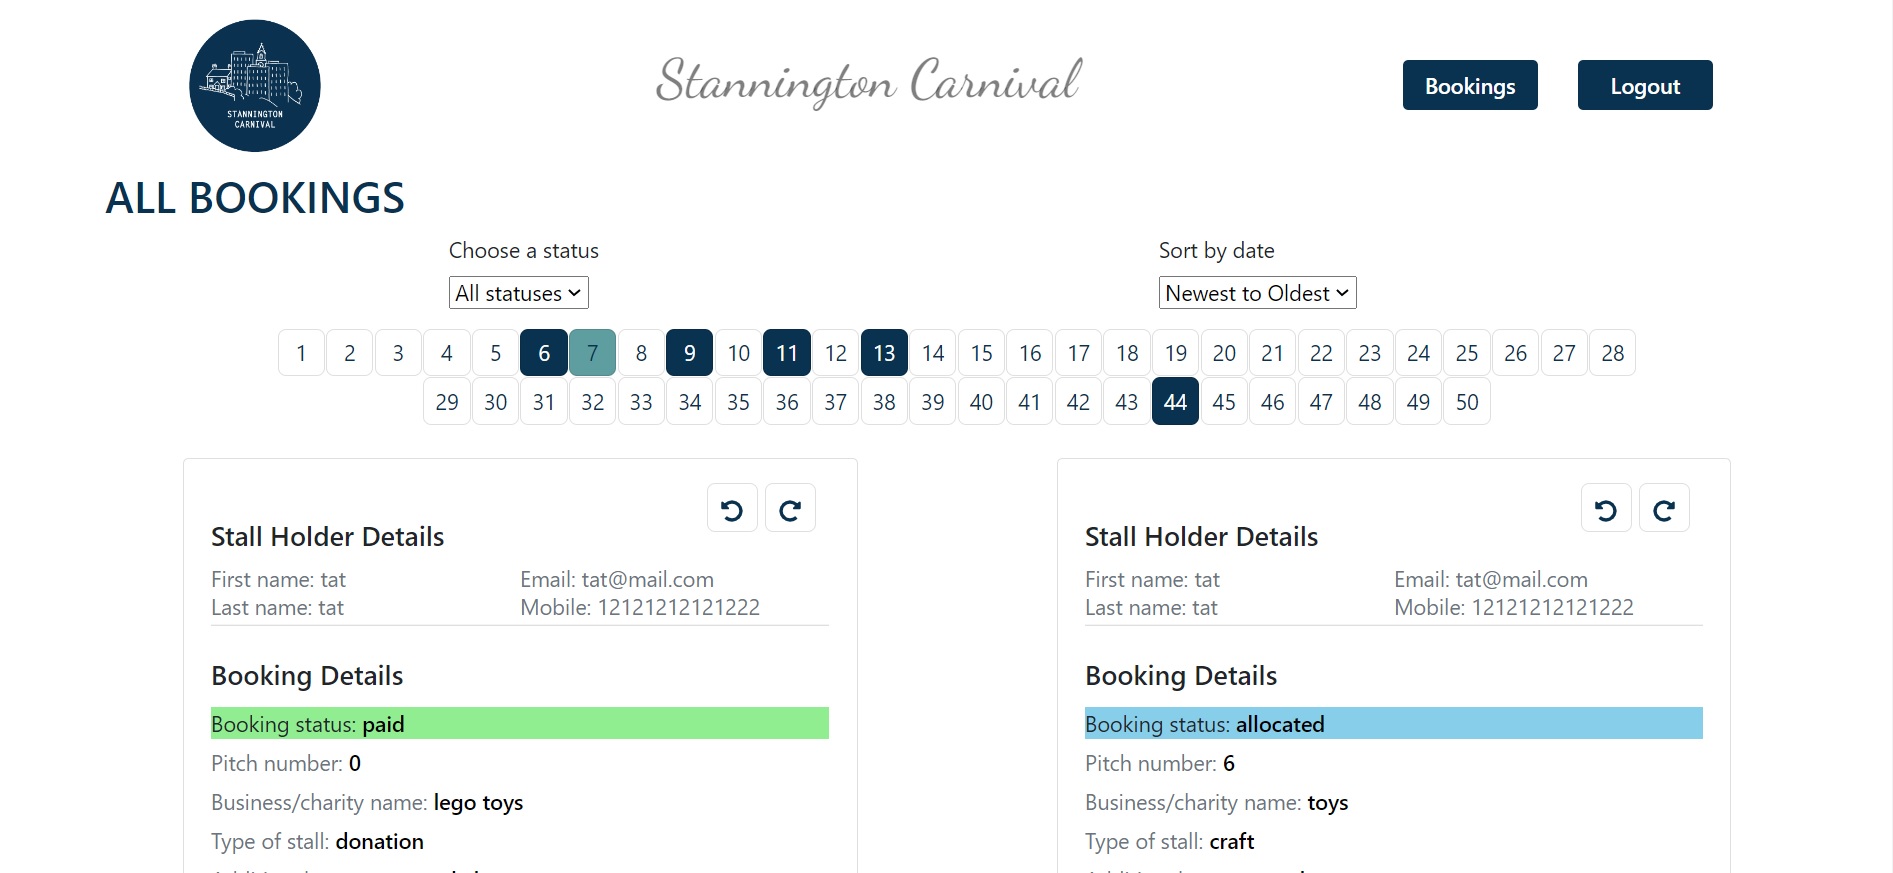 STANNINGTON
CARNIVAL
Stannington Carnival
Bookings
Logout
ALL BOOKINGS
Choose a status
Sort by date
All statuses
Newest to Oldest
1 2 3 4 5 6 7 8 9 10 11 12 13 14 15 16 17 18 19 20 21 22 23 24 25 26 27 28
29 30 31 32 33 34 35 36 37 38 39 40 41 42 43 44 45 46 47 48 49 50
Stall Holder Details
First name: tat
Email: tat@mail.com
Last name: tat
Mobile: 12121212121222
Booking Details
Booking status: paid
Pitch number: 0
Business/charity name: lego toys
Type of stall: donation
Stall Holder Details
First name: tat
Email: tat@mail.com
Last name: tat
Mobile: 12121212121222
Booking Details
Booking status: allocated
Pitch number: 6
Business/charity name: toys
Type of stall: craft